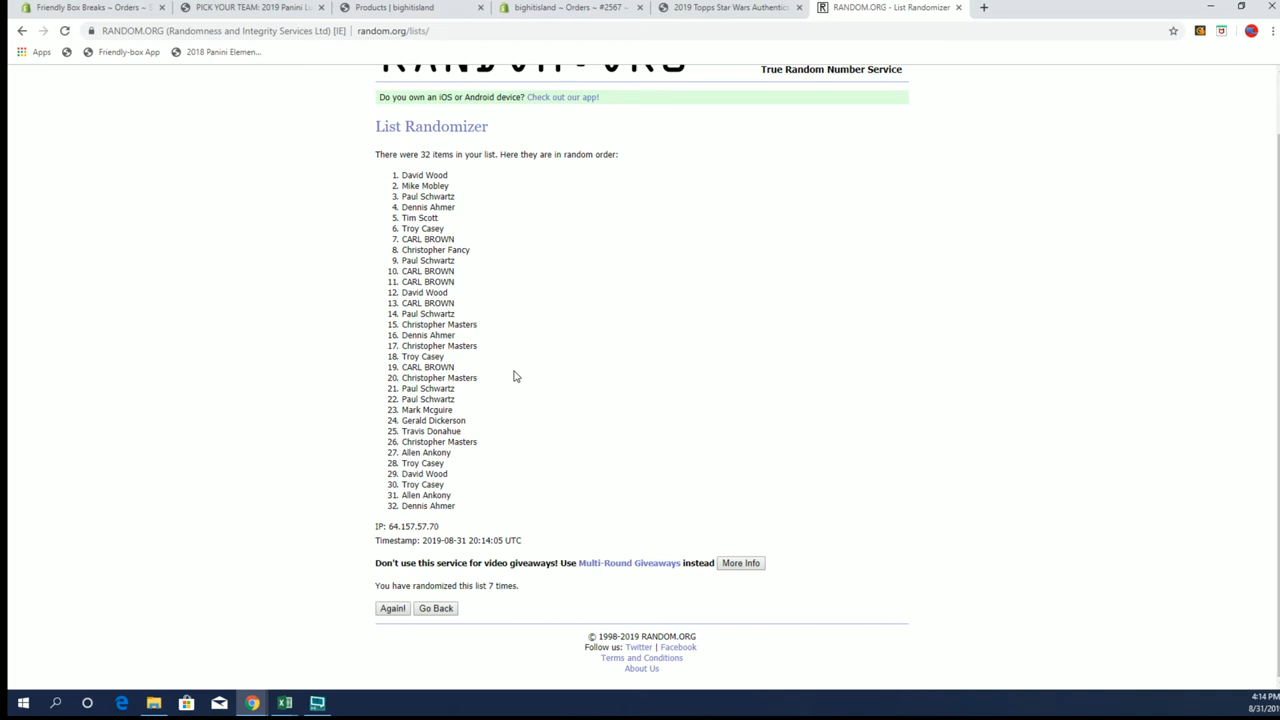 Friendly Box Breaks ~ Orders ~ S
PICK YOUR TEAM: 2019 Panini Lu
Products | bighitisland
bighitisland ~ Orders ~ #2567 ~
2019 Topps Star Wars Authentic
RANDOM.ORG - List Randomizer
RANDOM.ORG (Randomness and Integrity Services Ltd) [IE] | random.org/lists/
Apps
Friendly-box App
2018 Panini Elemen...
RANDOM.ORG
True Random Number Service
Do you own an iOS or Android device? Check out our app!
List Randomizer
There were 32 items in your list. Here they are in random order:
1. David Wood
2. Mike Mobley
3. Paul Schwartz
4. Dennis Ahmer
5. Tim Scott
6. Troy Casey
7. CARL BROWN
8. Christopher Fancy
9. Paul Schwartz
10. CARL BROWN
11. CARL BROWN
12. David Wood
13. CARL BROWN
14. Paul Schwartz
15. Christopher Masters
16. Dennis Ahmer
17. Christopher Masters
18. Troy Casey
19. CARL BROWN
20. Christopher Masters
21. Paul Schwartz
22. Paul Schwartz
23. Mark Mcguire
24. Gerald Dickerson
25. Travis Donahue
26. Christopher Masters
27. Allen Ankony
28. Troy Casey
29. David Wood
30. Troy Casey
31. Allen Ankony
32. Dennis Ahmer
IP: 64.157.57.70
Timestamp: 2019-08-31 20:14:05 UTC
Don't use this service for video giveaways! Use Multi-Round Giveaways instead More Info
You have randomized this list 7 times.
Again! Go Back
© 1998-2019 RANDOM.ORG
Follow us: Twitter | Facebook
Terms and Conditions
About Us
4:14 PM
8/31/201